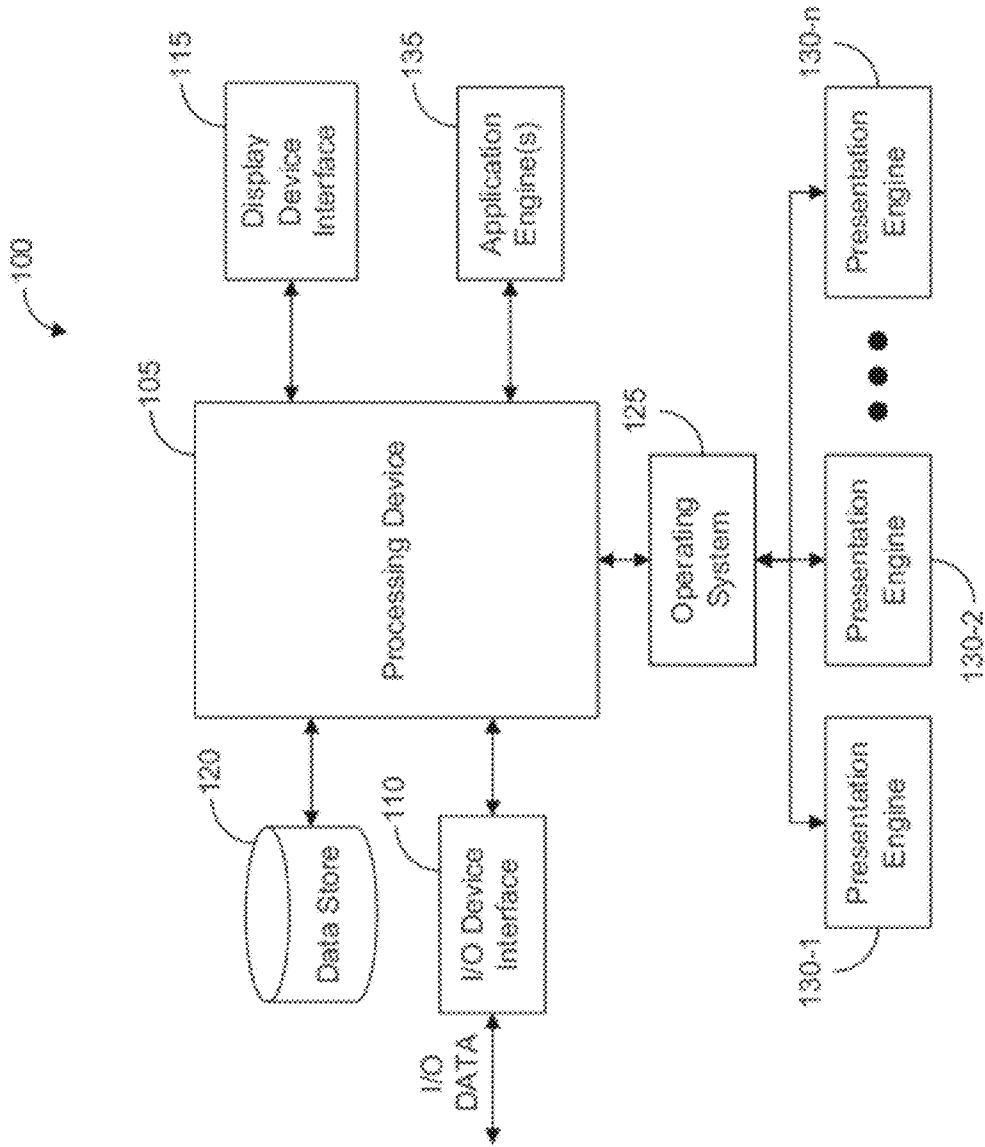 100
105
Processing Device
115
Display
Device
Interface
120
Data Store
135
Application
Engine(s)
110
I/O Device
Interface
I/O
DATA
125
Operating
System
130-1
Presentation
Engine
130-2
Presentation
Engine
130-n
Presentation
Engine